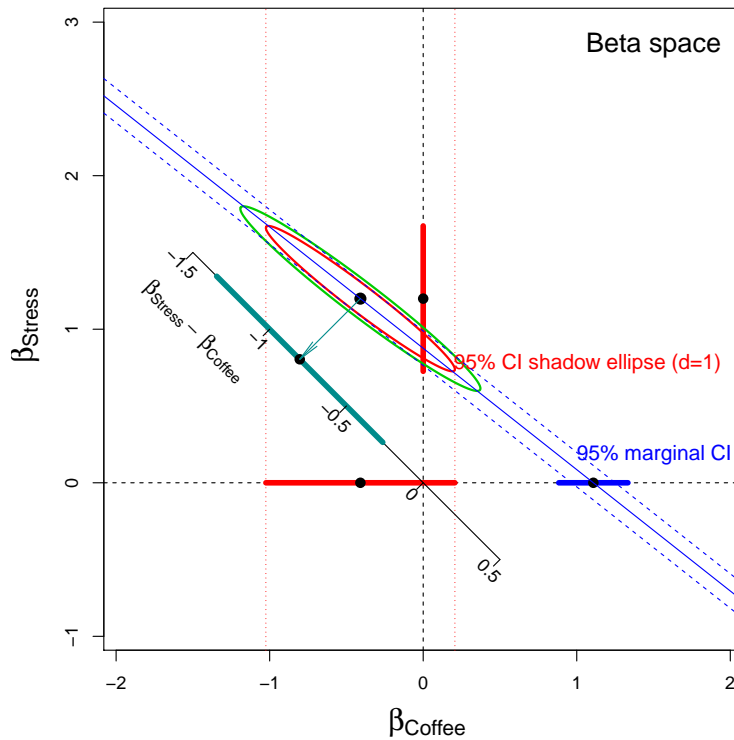 Beta space
3
2
1
0
−1
βStress
−1.5
−1
−0.5
0
0.5
βStress − βCoffee
95% CI shadow ellipse (d=1)
95% marginal CI
−2
−1
0
1
2
βCoffee